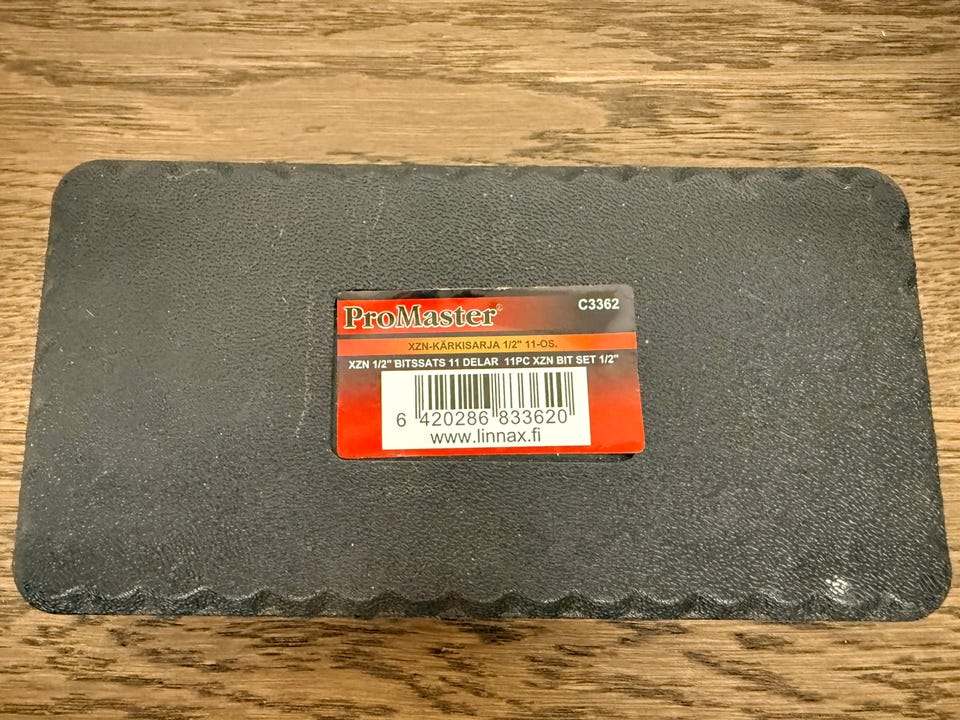 ProMaster® C3362
XZN-KÄRKISARJA 1/2" 11-OS.
XZN 1/2" BITSSATS 11 DELAR 11PC XZN BIT SET 1/2"
6 420286 833620
www.linnax.fi